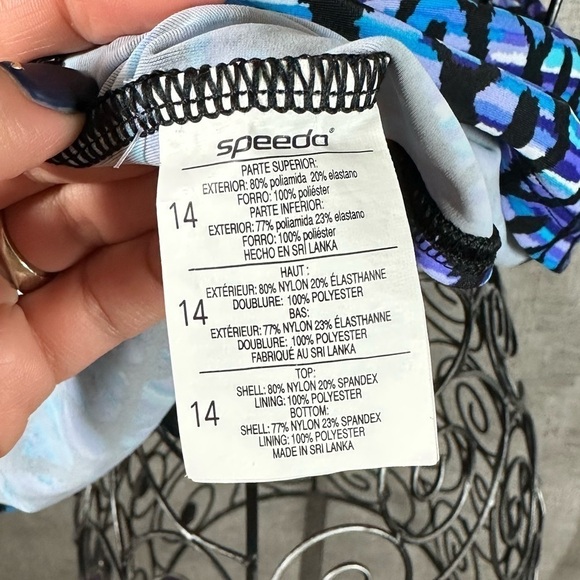 speedo
PARTE SUPERIOR:
EXTERIOR: 80% poliamida 20% elastano
FORRO: 100% poliéster
14
PARTE INFERIOR:
EXTERIOR: 77% poliamida 23% elastano
FORRO: 100% poliéster
HECHO EN SRI LANKA
HAUT:
EXTÉRIEUR: 80% NYLON 20% ÉLASTHANNE
DOUBLURE: 100% POLYESTER
14
BAS:
EXTÉRIEUR: 77% NYLON 23% ÉLASTHANNE
DOUBLURE: 100% POLYESTER
FABRIQUÉ AU SRI LANKA
TOP:
SHELL: 80% NYLON 20% SPANDEX
LINING: 100% POLYESTER
14
BOTTOM:
SHELL: 77% NYLON 23% SPANDEX
LINING: 100% POLYESTER
MADE IN SRI LANKA